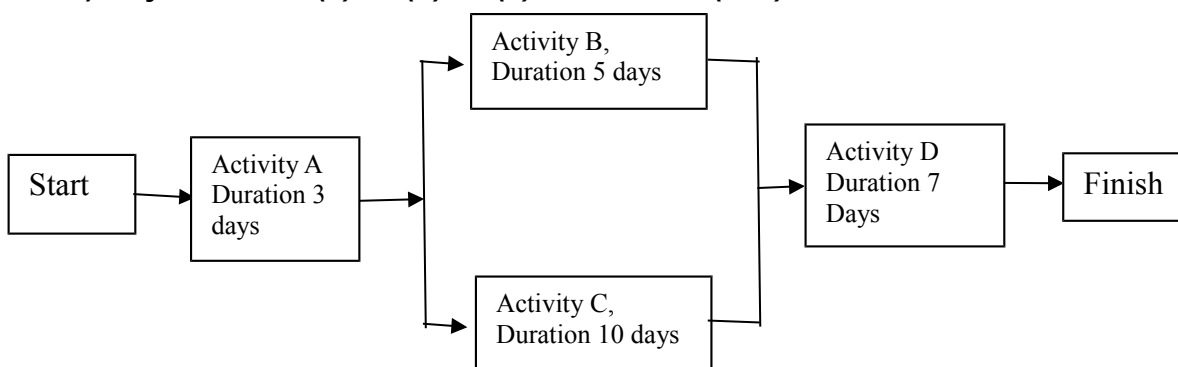 Activity B,
Duration 5 days
Start
Activity A
Duration 3
days
Activity D
Duration 7
Days
Finish
Activity C,
Duration 10 days